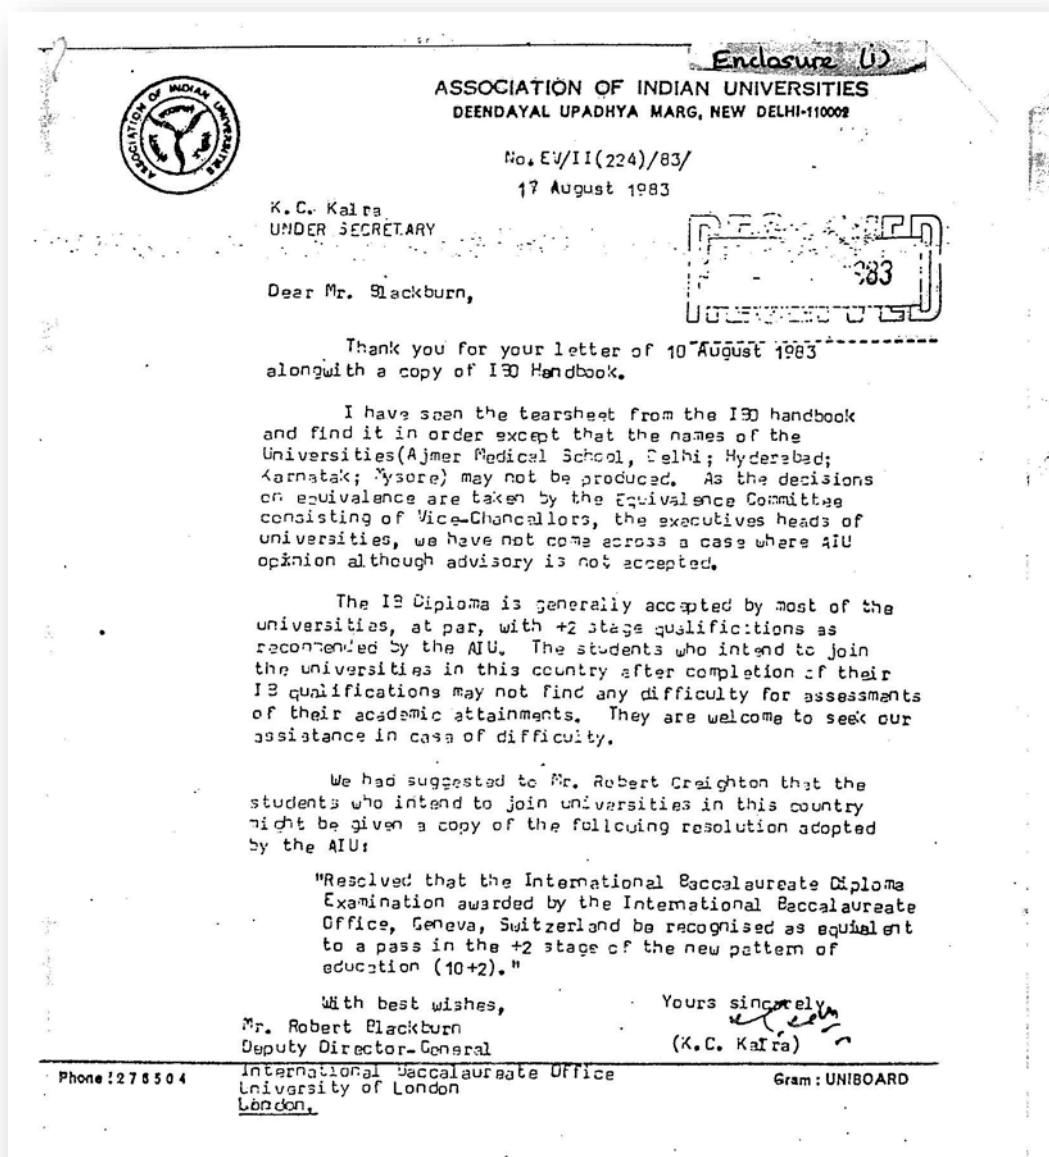 Enclosure (i)
ASSOCIATION OF INDIAN UNIVERSITIES
DEENDAYAL UPADHYA MARG, NEW DELHI-110002
ASSOCIATION OF INDIAN UNIVERSITIES
No. EV/II(224)/83/
17 August 1983
K.C. Kalra
UNDER SECRETARY
983
Dear Mr. Blackburn,
Thank you for your letter of 10 August 1983
alongwith a copy of IBO Handbook.
I have seen the tearsheet from the IBO handbook
and find it in order except that the names of the
Universities(Ajmer Medical School, Delhi; Hyderabad;
Karnatak; Mysore) may not be produced. As the decisions
on equivalence are taken by the Equivalence Committee
consisting of Vice-Chancallors, the executives heads of
universities, we have not come across a case where AIU
opinion although advisory is not accepted.
The IB Diploma is generally accepted by most of the
universities, at par, with +2 stage qualifications as
recommended by the AIU. The students who intend to join
the universities in this country after completion of their
IB qualifications may not find any difficulty for assessments
of their academic attainments. They are welcome to seek our
assistance in case of difficulty.
We had suggested to Mr. Robert Creighton that the
students who intend to join universities in this country
might be given a copy of the following resolution adopted
by the AIU:
"Resolved that the International Baccalaureate Diploma
Examination awarded by the International Baccalaureate
Office, Geneva, Switzerland be recognised as equivalent
to a pass in the +2 stage of the new pattern of
education (10+2)."
With best wishes,
Yours sincerely,
Mr. Robert Blackburn
(K.C. Kalra)
Deputy Director-General
International Baccalaureate Office
University of London
London.
Phone : 276504
Gram : UNIBOARD